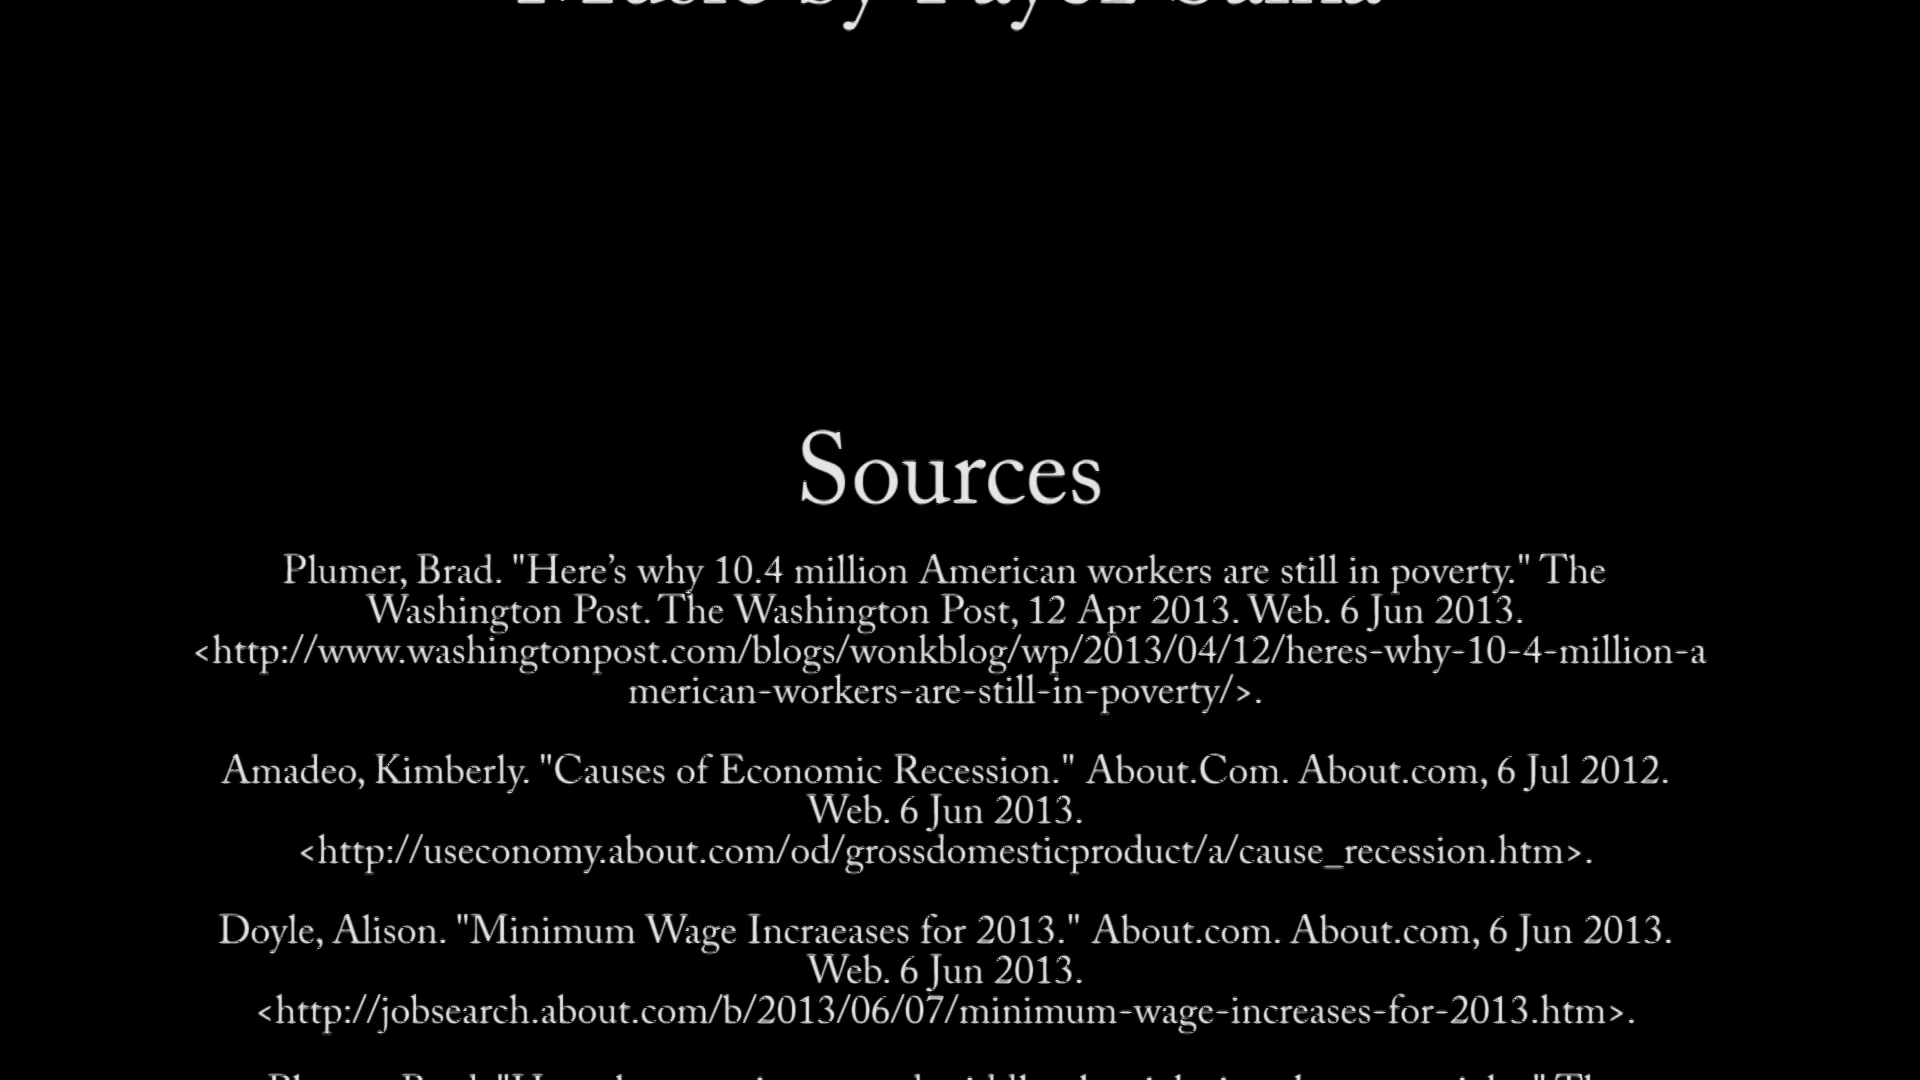 Music by Fayez
Sources
Plumer, Brad. "Here's why 10.4 million American workers are still in poverty." The
Washington Post. The Washington Post, 12 Apr 2013. Web. 6 Jun 2013.
<http://www.washingtonpost.com/blogs/wonkblog/wp/2013/04/12/heres-why-10-4-million-a
merican-workers-are-still-in-poverty/>.
Amadeo, Kimberly. "Causes of Economic Recession." About.Com. About.com, 6 Jul 2012.
Web. 6 Jun 2013.
<http://useconomy.about.com/od/grossdomesticproduct/a/cause_recession.htm>.
Doyle, Alison. "Minimum Wage Incraeases for 2013." About.com. About.com, 6 Jun 2013.
Web. 6 Jun 2013.
<http://jobsearch.about.com/b/2013/06/07/minimum-wage-increases-for-2013.htm>.